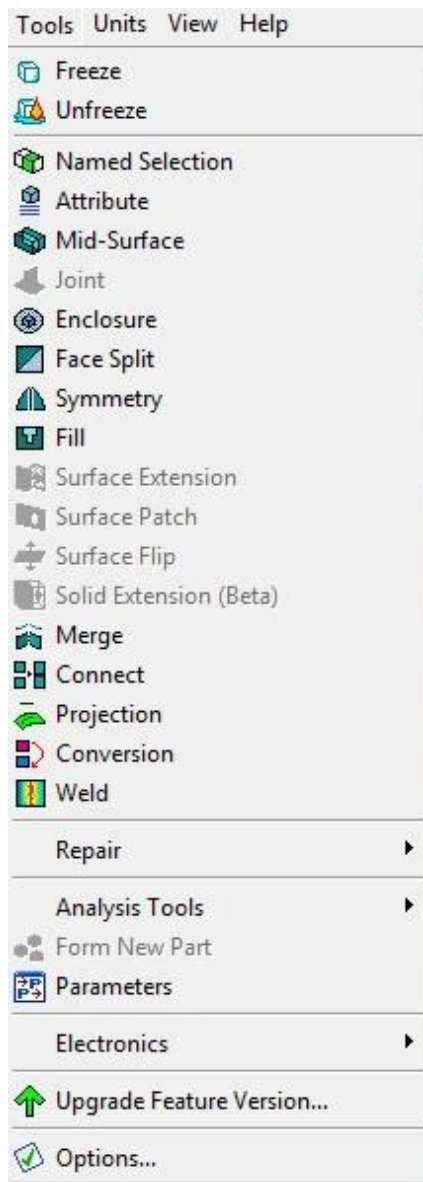 Tools Units View Help
Freeze
Unfreeze
Named Selection
Attribute
Mid-Surface
Joint
Enclosure
Face Split
Symmetry
Fill
Surface Extension
Surface Patch
Surface Flip
Solid Extension (Beta)
Merge
Connect
Projection
Conversion
Weld
Repair
Analysis Tools
Form New Part
Parameters
Electronics
Upgrade Feature Version...
Options...